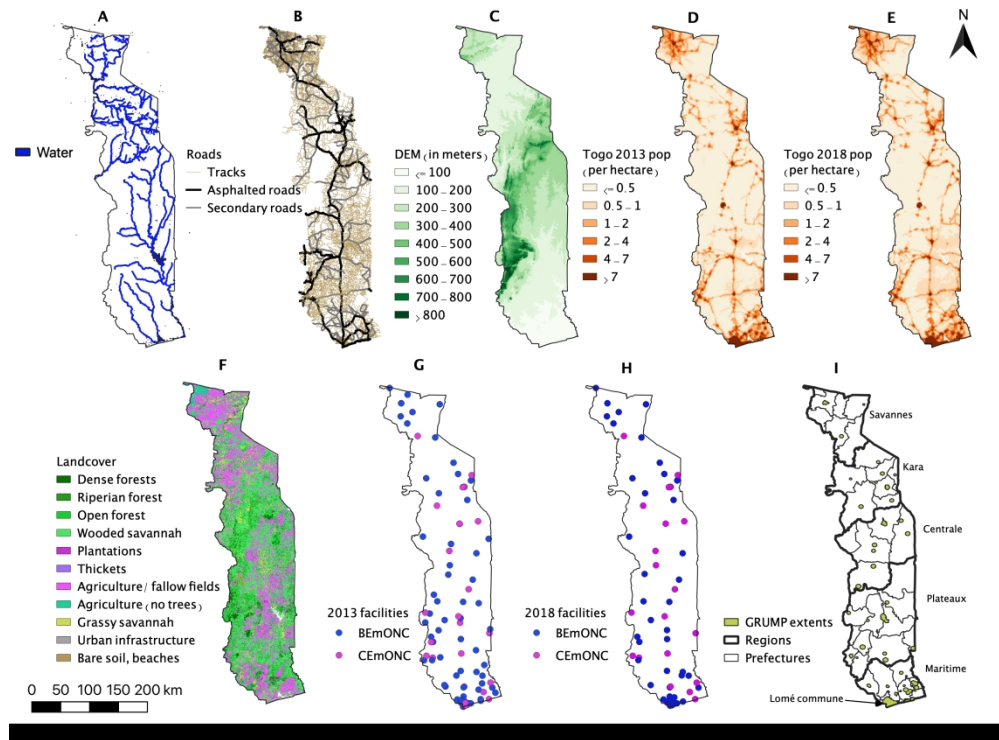 A
B
C
D
E
N
Water
Roads
Tracks
Asphalted roads
Secondary roads
DEM (in meters)
<= 100
100 – 200
200 – 300
300 – 400
400 – 500
500 – 600
600 – 700
700 – 800
> 800
Togo 2013 pop
(per hectare)
<= 0.5
0.5 – 1
1 – 2
2 – 4
4 – 7
> 7
Togo 2018 pop
(per hectare)
<= 0.5
0.5 – 1
1 – 2
2 – 4
4 – 7
> 7
F
G
H
I
Landcover
Dense forests
Riperian forest
Open forest
Wooded savannah
Plantations
Thickets
Agriculture/ fallow fields
Agriculture (no trees)
Grassy savannah
Urban infrastructure
Bare soil, beaches
0 50 100 150 200 km
2013 facilities
BEmONC
CEmONC
2018 facilities
BEmONC
CEmONC
Savannes
Kara
Centrale
Plateaux
Maritime
GRUMP extents
Regions
Prefectures
Lomé commune